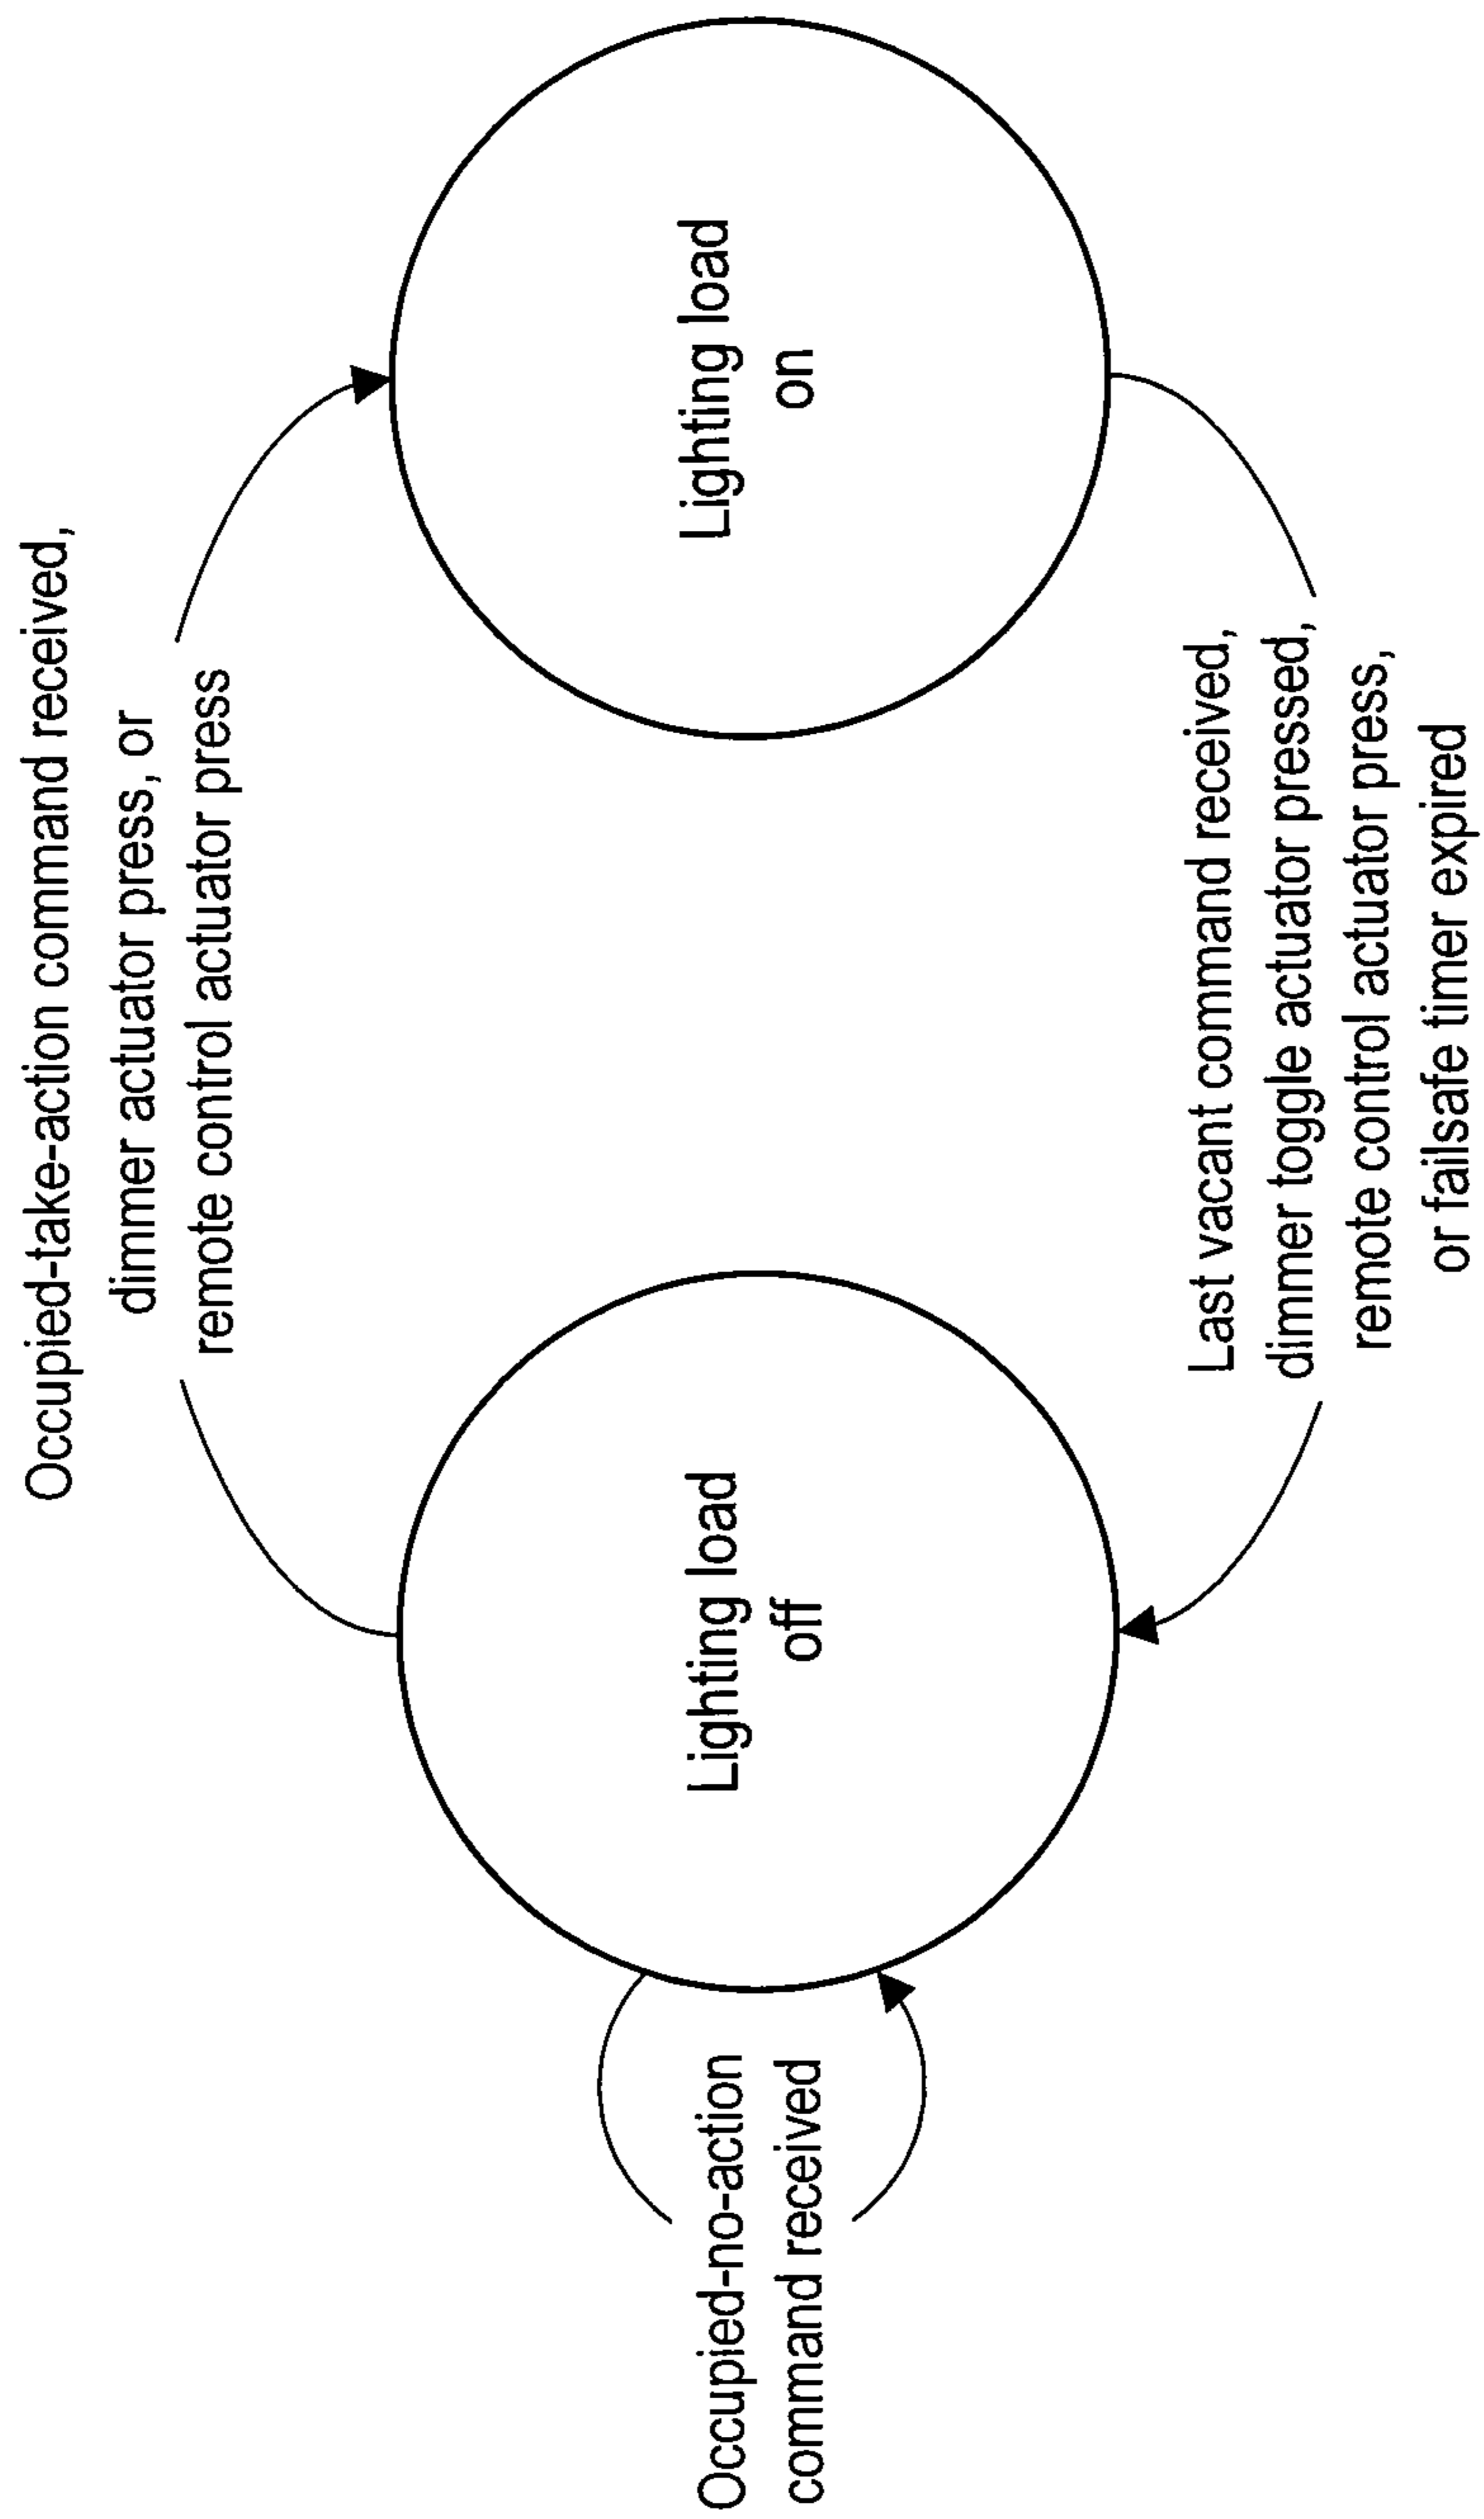 Occupied-take-action command received,
dimmer actuator press, or
remote control actuator press
Occupied-no-action
command received
Lighting load
off
Lighting load
on
Last vacant command received,
dimmer toggle actuator pressed,
remote control actuator press,
or failsafe timer expired